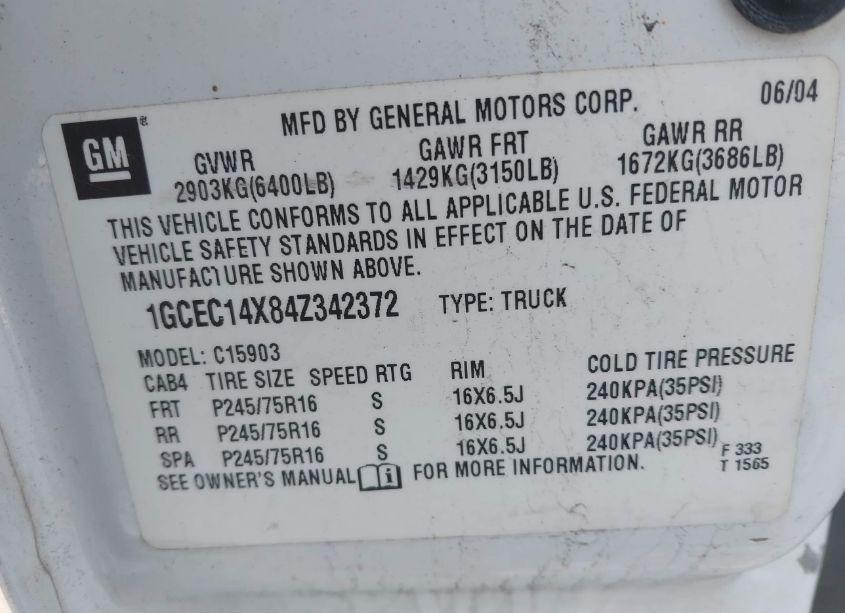 GM
MFD BY GENERAL MOTORS CORP. 06/04
GVWR GAWR FRT GAWR RR
2903KG(6400LB) 1429KG(3150LB) 1672KG(3686LB)
THIS VEHICLE CONFORMS TO ALL APPLICABLE U.S. FEDERAL MOTOR
VEHICLE SAFETY STANDARDS IN EFFECT ON THE DATE OF
MANUFACTURE SHOWN ABOVE.
1GCEC14X84Z342372 TYPE: TRUCK
MODEL: C15903
CAB4 TIRE SIZE SPEED RTG RIM COLD TIRE PRESSURE
FRT P245/75R16 S 16X6.5J 240KPA(35PSI)
RR P245/75R16 S 16X6.5J 240KPA(35PSI)
SPA P245/75R16 S 16X6.5J 240KPA(35PSI)
SEE OWNER'S MANUAL i FOR MORE INFORMATION.
F 333
T 1565